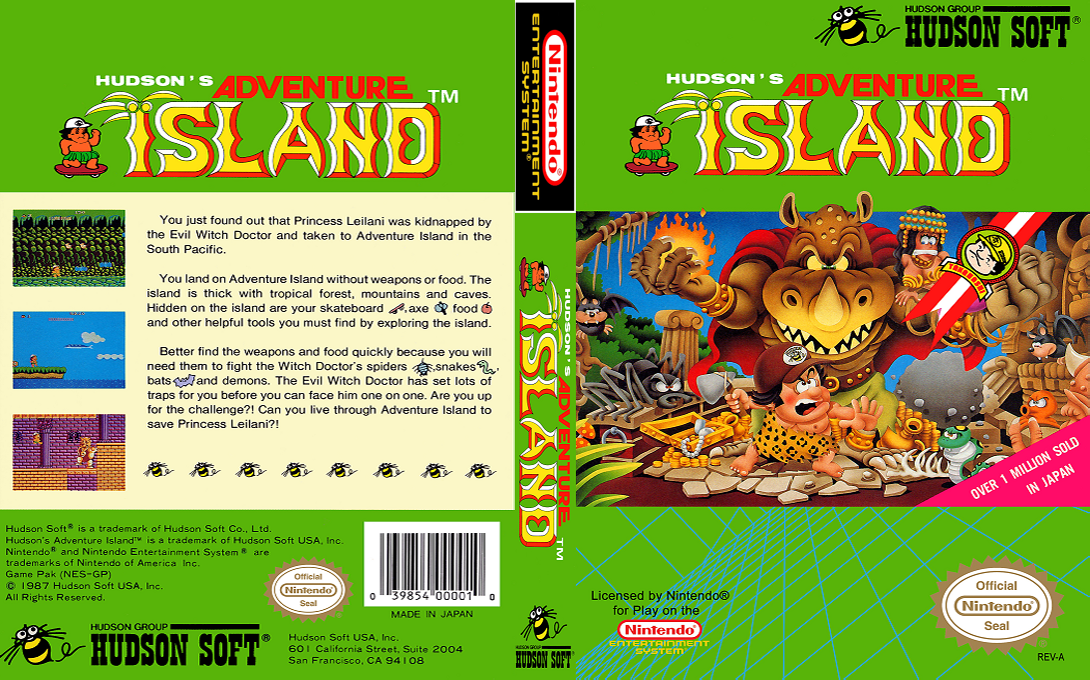 HUDSON'S ADVENTURE
ISLAND TM
You just found out that Princess Leilani was kidnapped by
the Evil Witch Doctor and taken to Adventure Island in the
South Pacific.
You land on Adventure Island without weapons or food. The
island is thick with tropical forest, mountains and caves.
Hidden on the island are your skateboard ,axe food
and other helpful tools you must find by exploring the island.
Better find the weapons and food quickly because you will
need them to fight the Witch Doctor's spiders ,snakes ,
bats and demons. The Evil Witch Doctor has set lots of
traps for you before you can face him one on one. Are you up
for the challenge?! Can you live through Adventure Island to
save Princess Leilani?!
Hudson Soft® is a trademark of Hudson Soft Co., Ltd.
Hudson's Adventure Island™ is a trademark of Hudson Soft USA, Inc.
Nintendo® and Nintendo Entertainment System® are
trademarks of Nintendo of America Inc.
Game Pak (NES-GP)
© 1987 Hudson Soft USA, Inc.
All Rights Reserved.
Official
Nintendo®
Seal
0 39854 00001 0
MADE IN JAPAN
HUDSON GROUP
HUDSON SOFT®
Hudson Soft USA, Inc.
601 California Street, Suite 2004
San Francisco, CA 94108
Nintendo®
ENTERTAINMENT
SYSTEM®
HUDSON'S ADVENTURE
ISLAND TM
HUDSON GROUP
HUDSON SOFT®
HUDSON GROUP
HUDSON SOFT®
HUDSON'S ADVENTURE
ISLAND TM
OVER 1 MILLION SOLD
IN JAPAN
Licensed by Nintendo®
for Play on the
Nintendo®
ENTERTAINMENT
SYSTEM®
Official
Nintendo®
Seal
REV-A